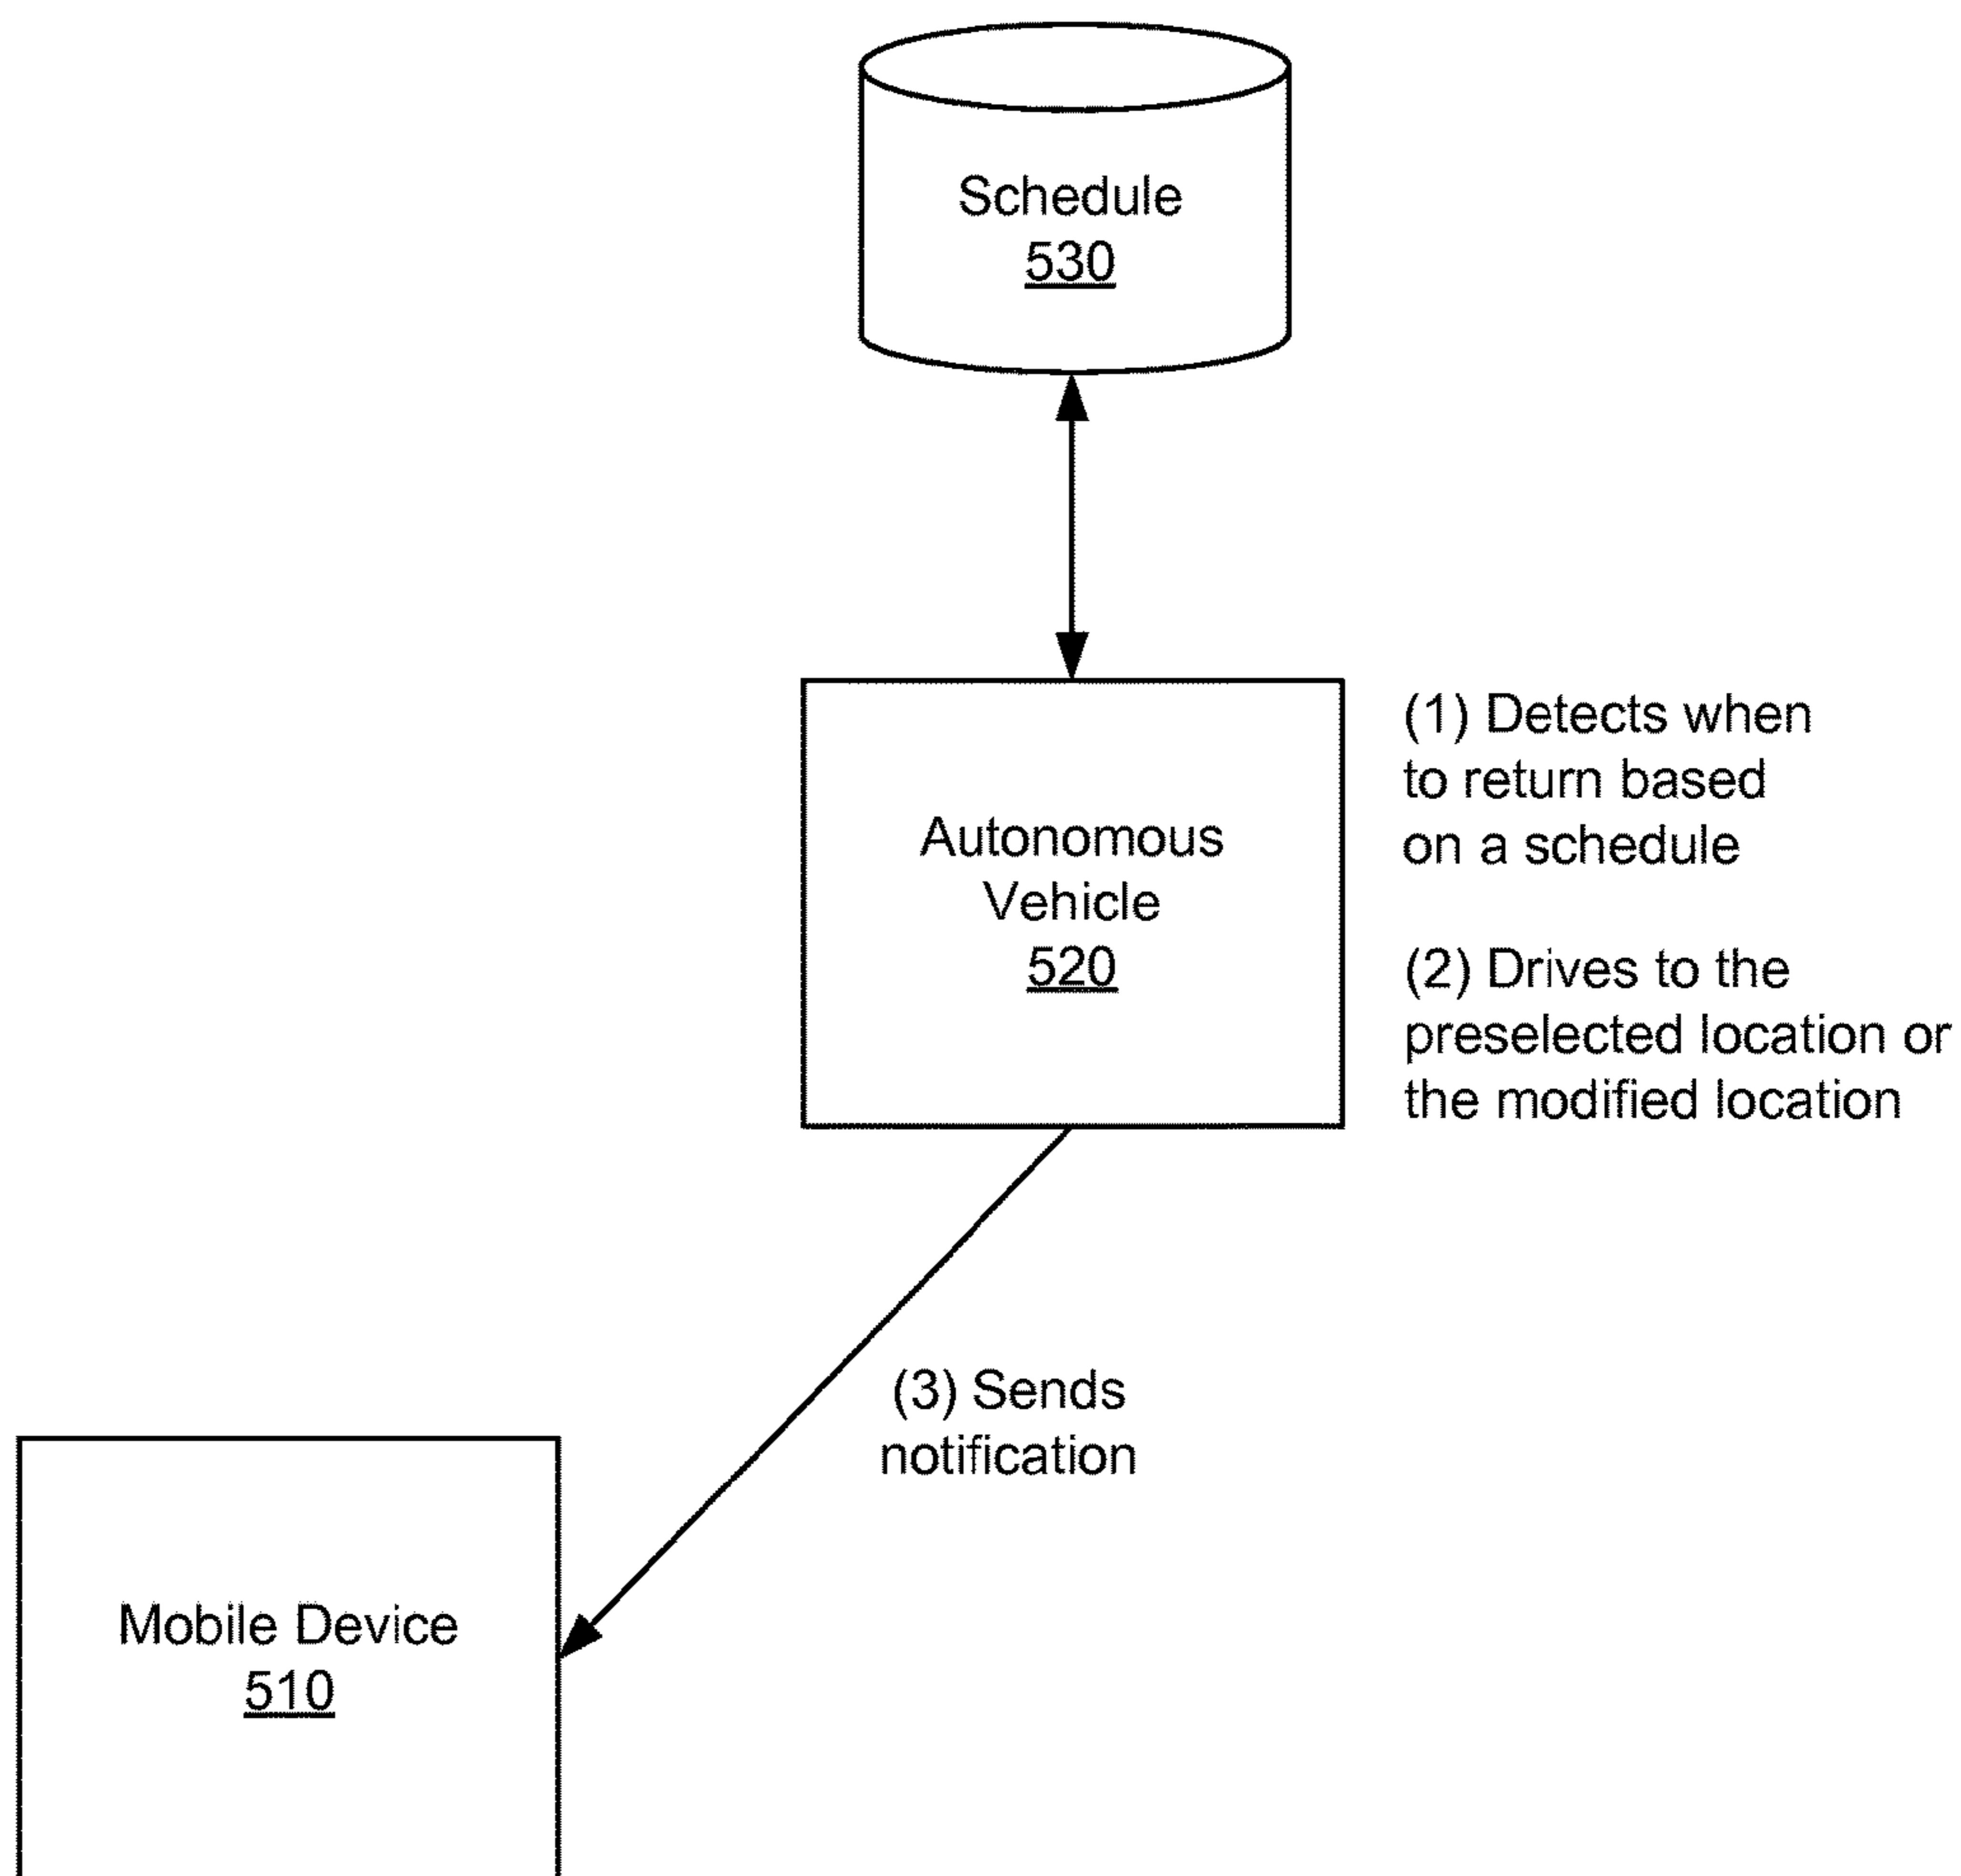 Schedule
530
Autonomous
Vehicle
520
(1) Detects when
to return based
on a schedule
(2) Drives to the
preselected location or
the modified location
(3) Sends
notification
Mobile Device
510